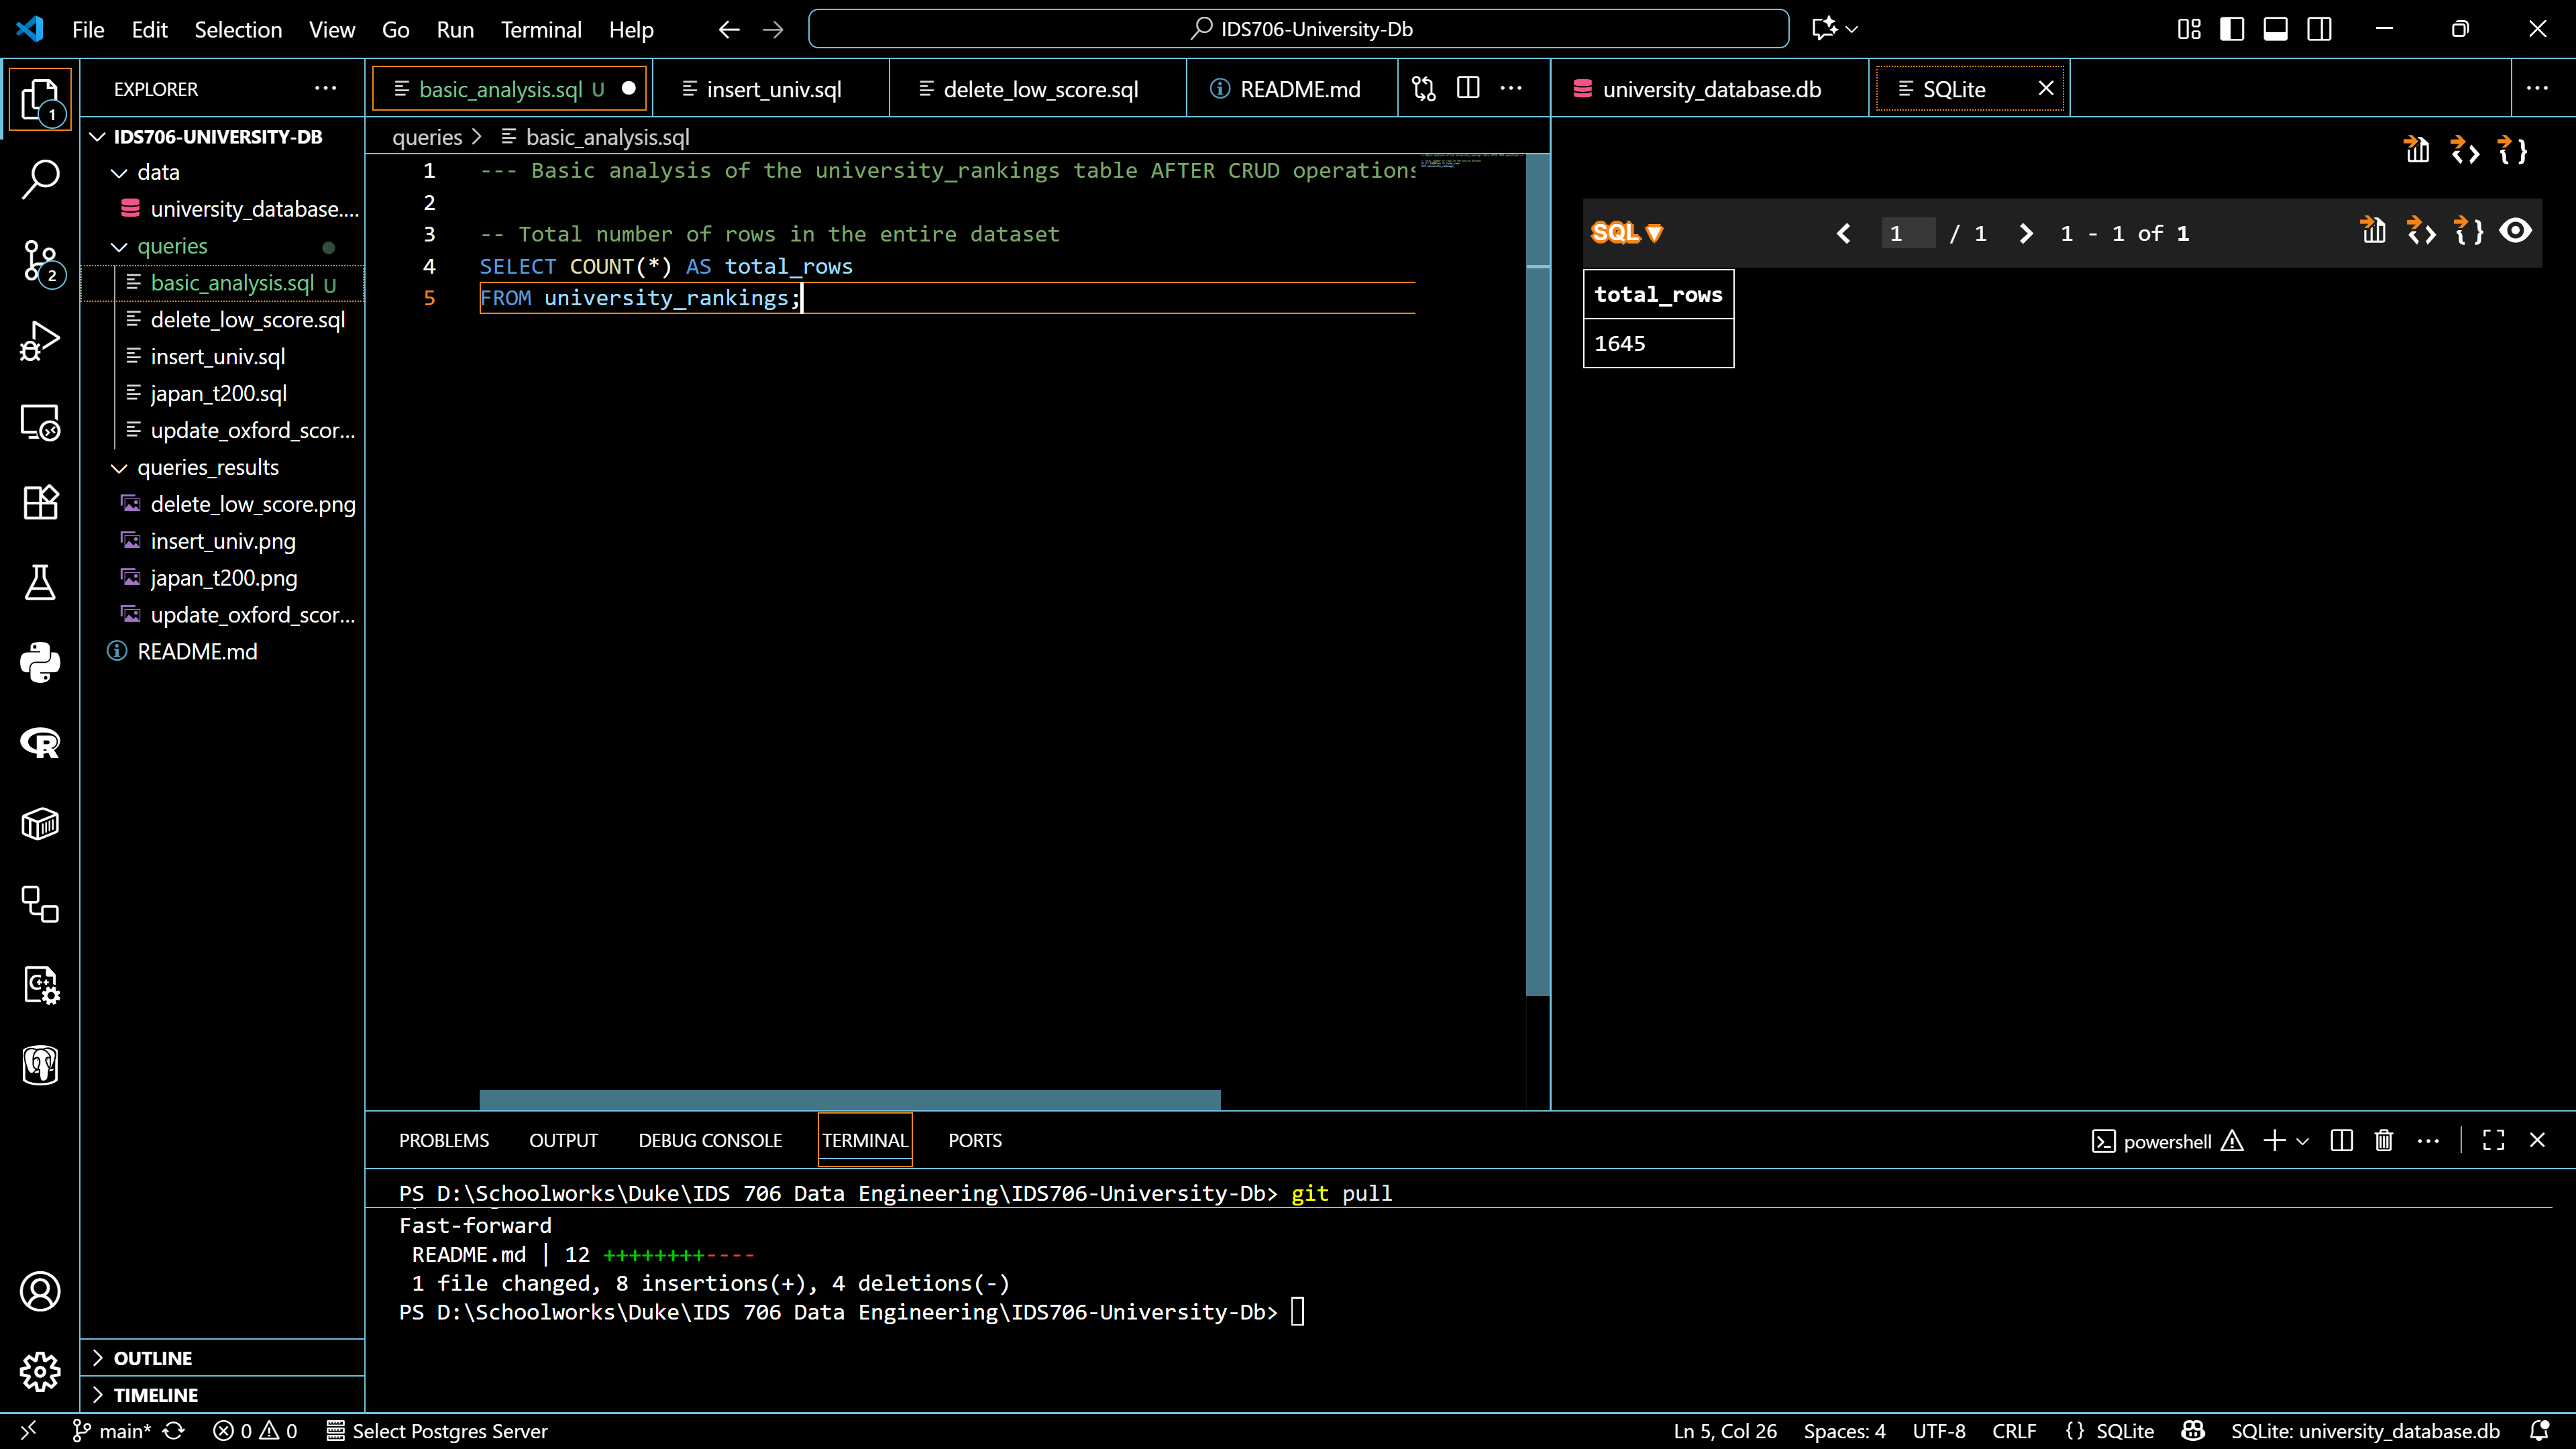 File Edit Selection View Go Run Terminal Help
IDS706-University-Db
EXPLORER
1
2
IDS706-UNIVERSITY-DB
data
university_database....
queries
basic_analysis.sql U
delete_low_score.sql
insert_univ.sql
japan_t200.sql
update_oxford_scor...
queries_results
delete_low_score.png
insert_univ.png
japan_t200.png
update_oxford_scor...
README.md
OUTLINE
TIMELINE
basic_analysis.sql U
insert_univ.sql
delete_low_score.sql
README.md
queries > basic_analysis.sql
1 --- Basic analysis of the university_rankings table AFTER CRUD operations
2
3 -- Total number of rows in the entire dataset
4 SELECT COUNT(*) AS total_rows
5 FROM university_rankings;
university_database.db
SQLite
SQL 1 / 1 1 - 1 of 1
total_rows
1645
PROBLEMS OUTPUT DEBUG CONSOLE TERMINAL PORTS
powershell
PS D:\Schoolworks\Duke\IDS 706 Data Engineering\IDS706-University-Db> git pull
Fast-forward
README.md | 12 ++++++++----
1 file changed, 8 insertions(+), 4 deletions(-)
PS D:\Schoolworks\Duke\IDS 706 Data Engineering\IDS706-University-Db>
main* 0 0 Select Postgres Server
Ln 5, Col 26 Spaces: 4 UTF-8 CRLF {} SQLite SQLite: university_database.db